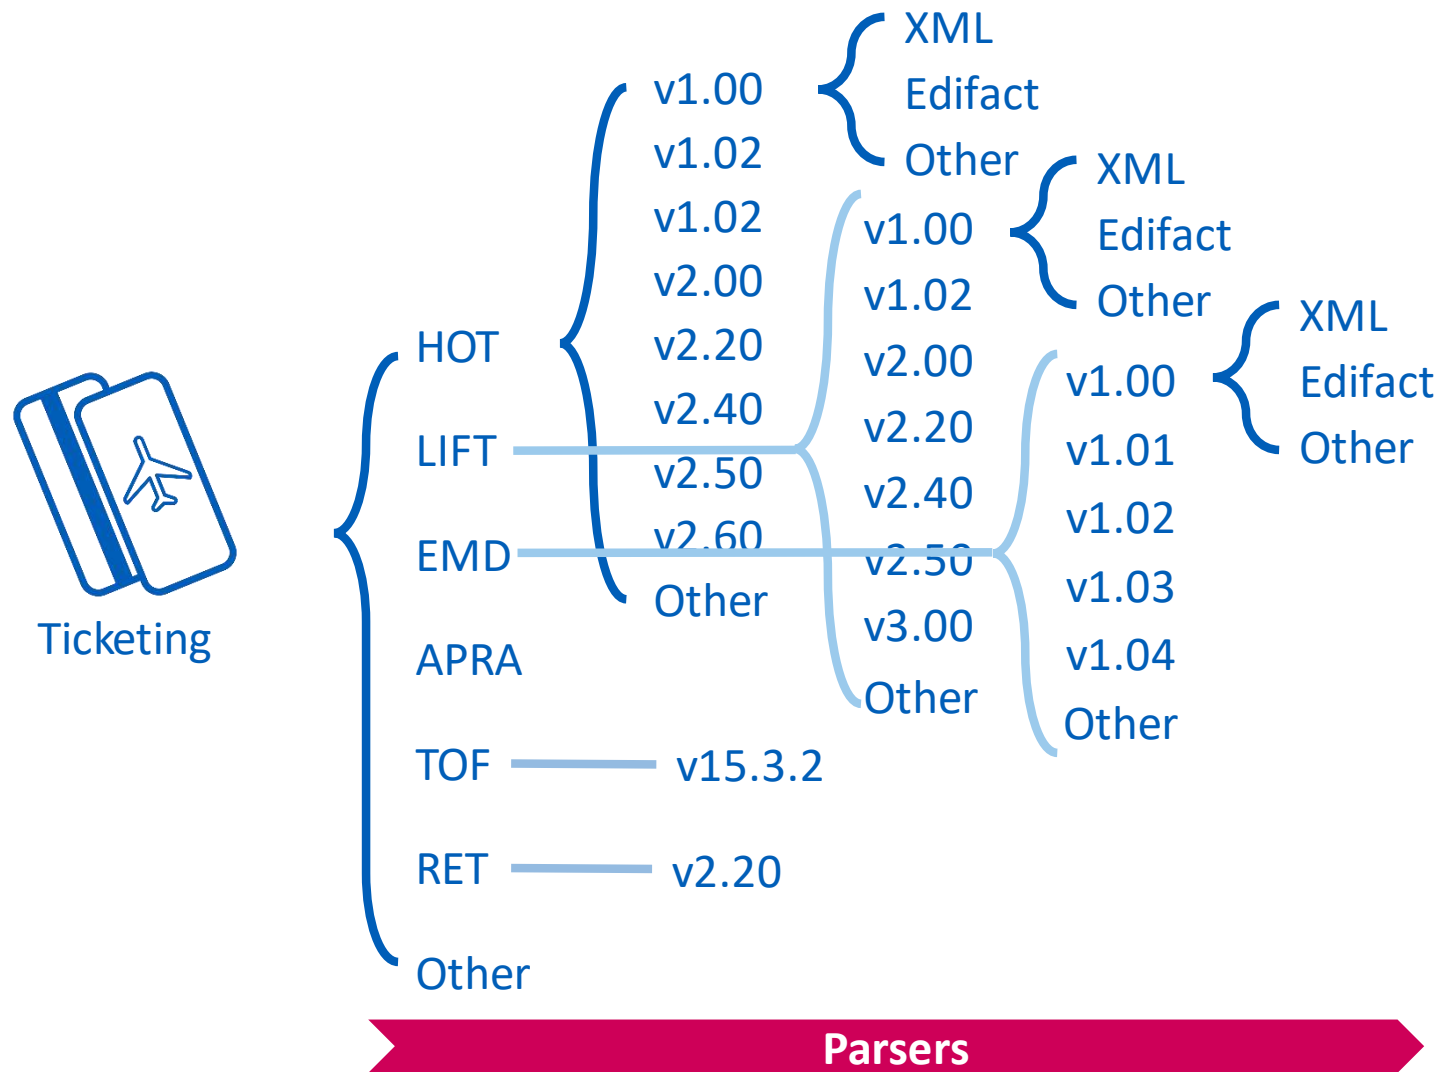 Ticketing
HOT
LIFT
EMD
APRA
TOF
RET
Other
v1.00
v1.02
v1.02
v2.00
v2.20
v2.40
v2.50
v2.60
Other
XML
Edifact
Other
v1.00
v1.02
v2.00
v2.20
v2.40
v2.50
v3.00
Other
XML
Edifact
Other
v1.00
v1.01
v1.02
v1.03
v1.04
Other
XML
Edifact
Other
v15.3.2
v2.20
Parsers